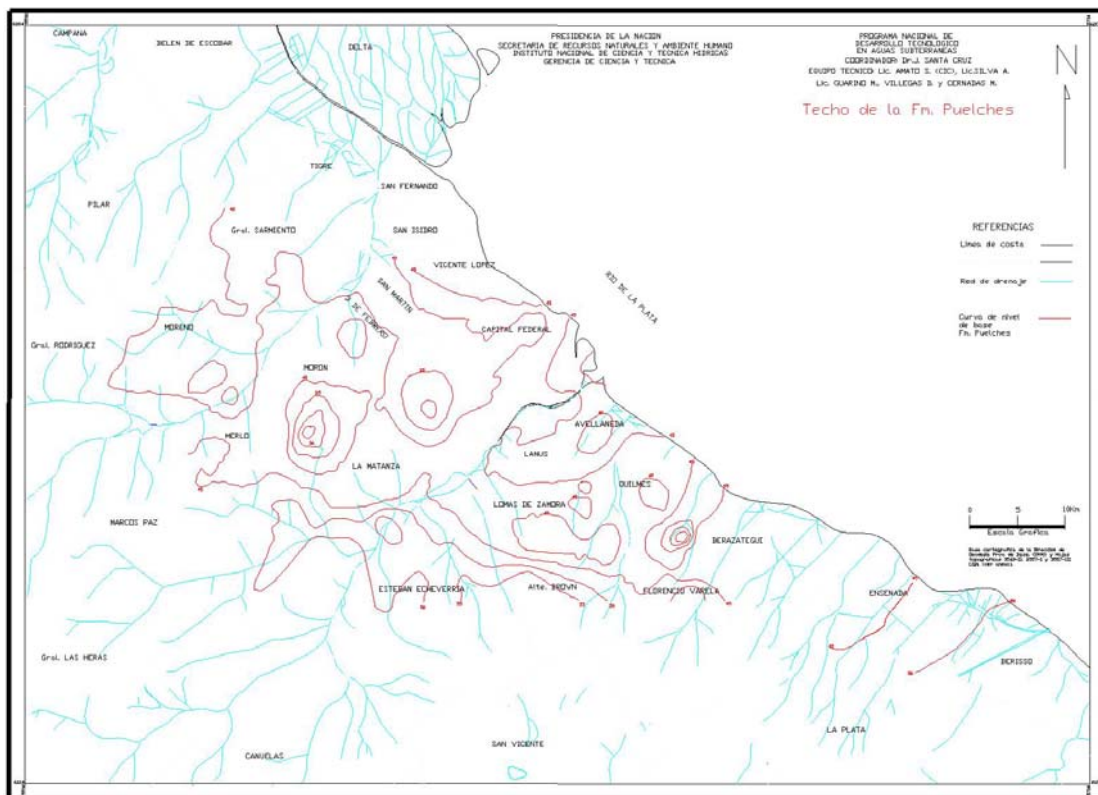 PRESIDENCIA DE LA NACION
SECRETARIA DE RECURSOS NATURALES Y AMBIENTE HUMANO
INSTITUTO NACIONAL DE CIENCIA Y TECNICA HIDRICAS
GERENCIA DE CIENCIA Y TECNICA
PROGRAMA NACIONAL DE
DESARROLLO TECNOLOGICO
EN AGUAS SUBTERRANEAS
COORDINADOR: Dr.J. SANTA CRUZ
EQUIPO TECNICO: Lic. AMATO S. (CIC), Lic.SILVA A.
Lic. GUARINO M., VILLEGAS D. y CERNADAS M.
Techo de la Fm. Puelches
N
CAMPANA
BELEN DE ESCOBAR
DELTA
TIGRE
SAN FERNANDO
PILAR
Gral. SARMIENTO
SAN ISIDRO
VICENTE LOPEZ
SAN MARTIN
RIO DE LA PLATA
REFERENCIAS
Linea de costa
Red de drenaje
Curva de nivel
de base
Fm. Puelches
MORENO
CAPITAL FEDERAL
Gral. RODRIGUEZ
MORON
MERLO
AVELLANEDA
LANUS
LA MATANZA
QUILMES
LOMAS DE ZAMORA
MARCOS PAZ
BERAZATEGUI
0 5 10Km
Escala Grafica
ESTEBAN ECHEVERRIA
Alte. BROWN
FLORENCIO VARELA
ENSENADA
Gral. LAS HERAS
BERISSO
LA PLATA
SAN VICENTE
CANUELAS